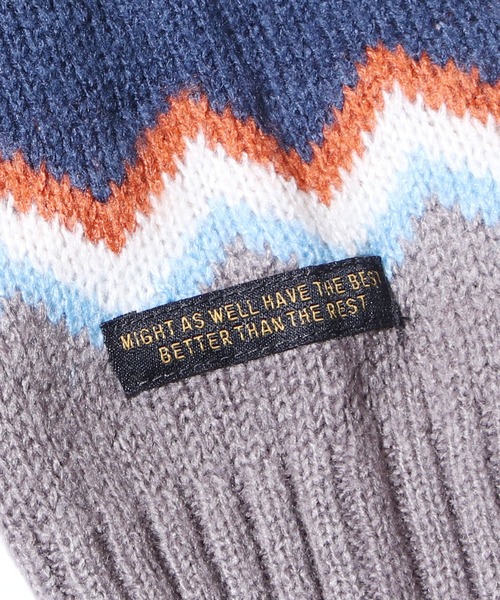 MIGHT AS WELL HAVE THE BEST
BETTER THAN THE REST